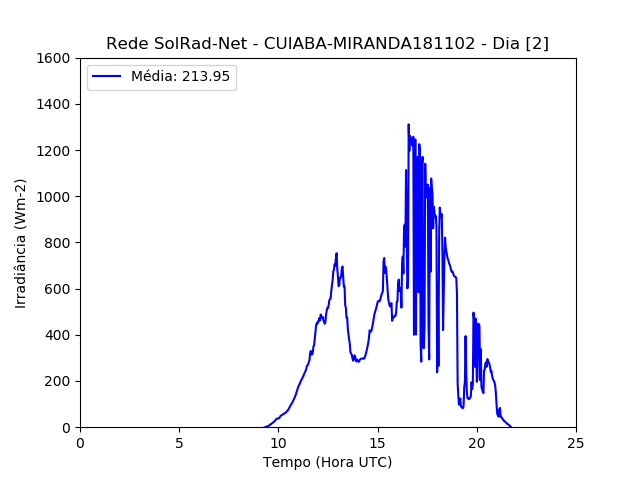 Rede SolRad-Net - CUIABA-MIRANDA181102 - Dia [2]
Média: 213.95
1600
1400
1200
1000
800
600
400
200
0
Irradiância (Wm-2)
0 5 10 15 20 25
Tempo (Hora UTC)